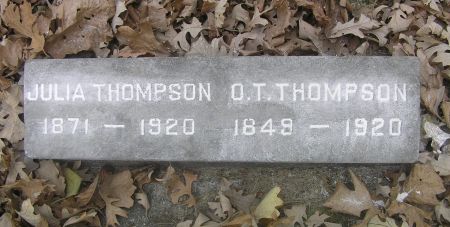 JULIA THOMPSON O.T. THOMPSON
1871 — 1920 1849 — 1920